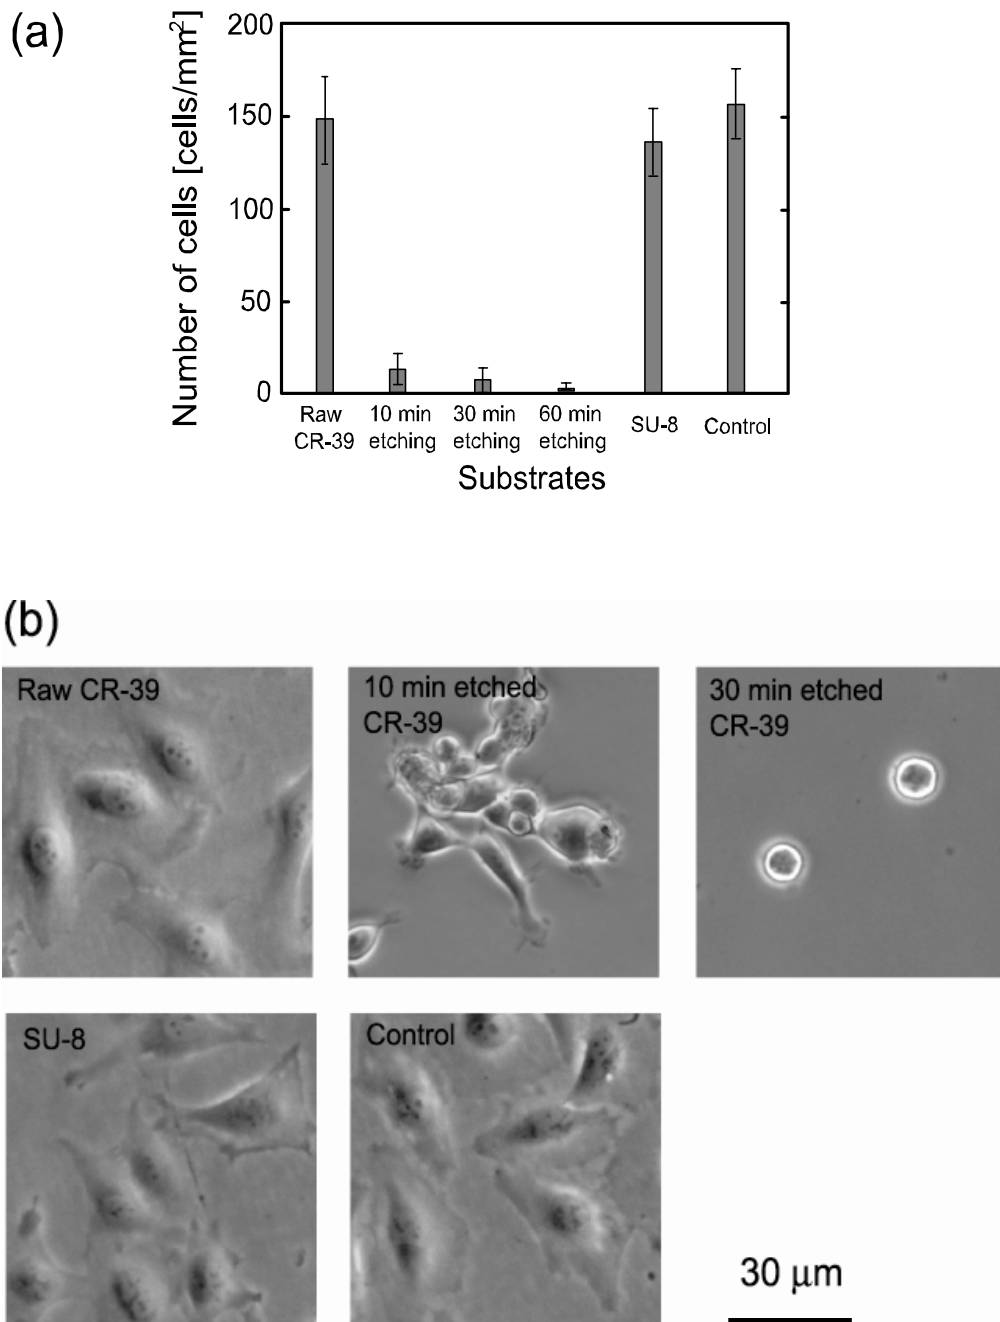 (a)
Number of cells [cells/mm²]
200
150
100
50
0
Raw CR-39
10 min etching
30 min etching
60 min etching
SU-8
Control
Substrates
(b)
Raw CR-39
10 min etched
CR-39
30 min etched
CR-39
SU-8
Control
30 μm